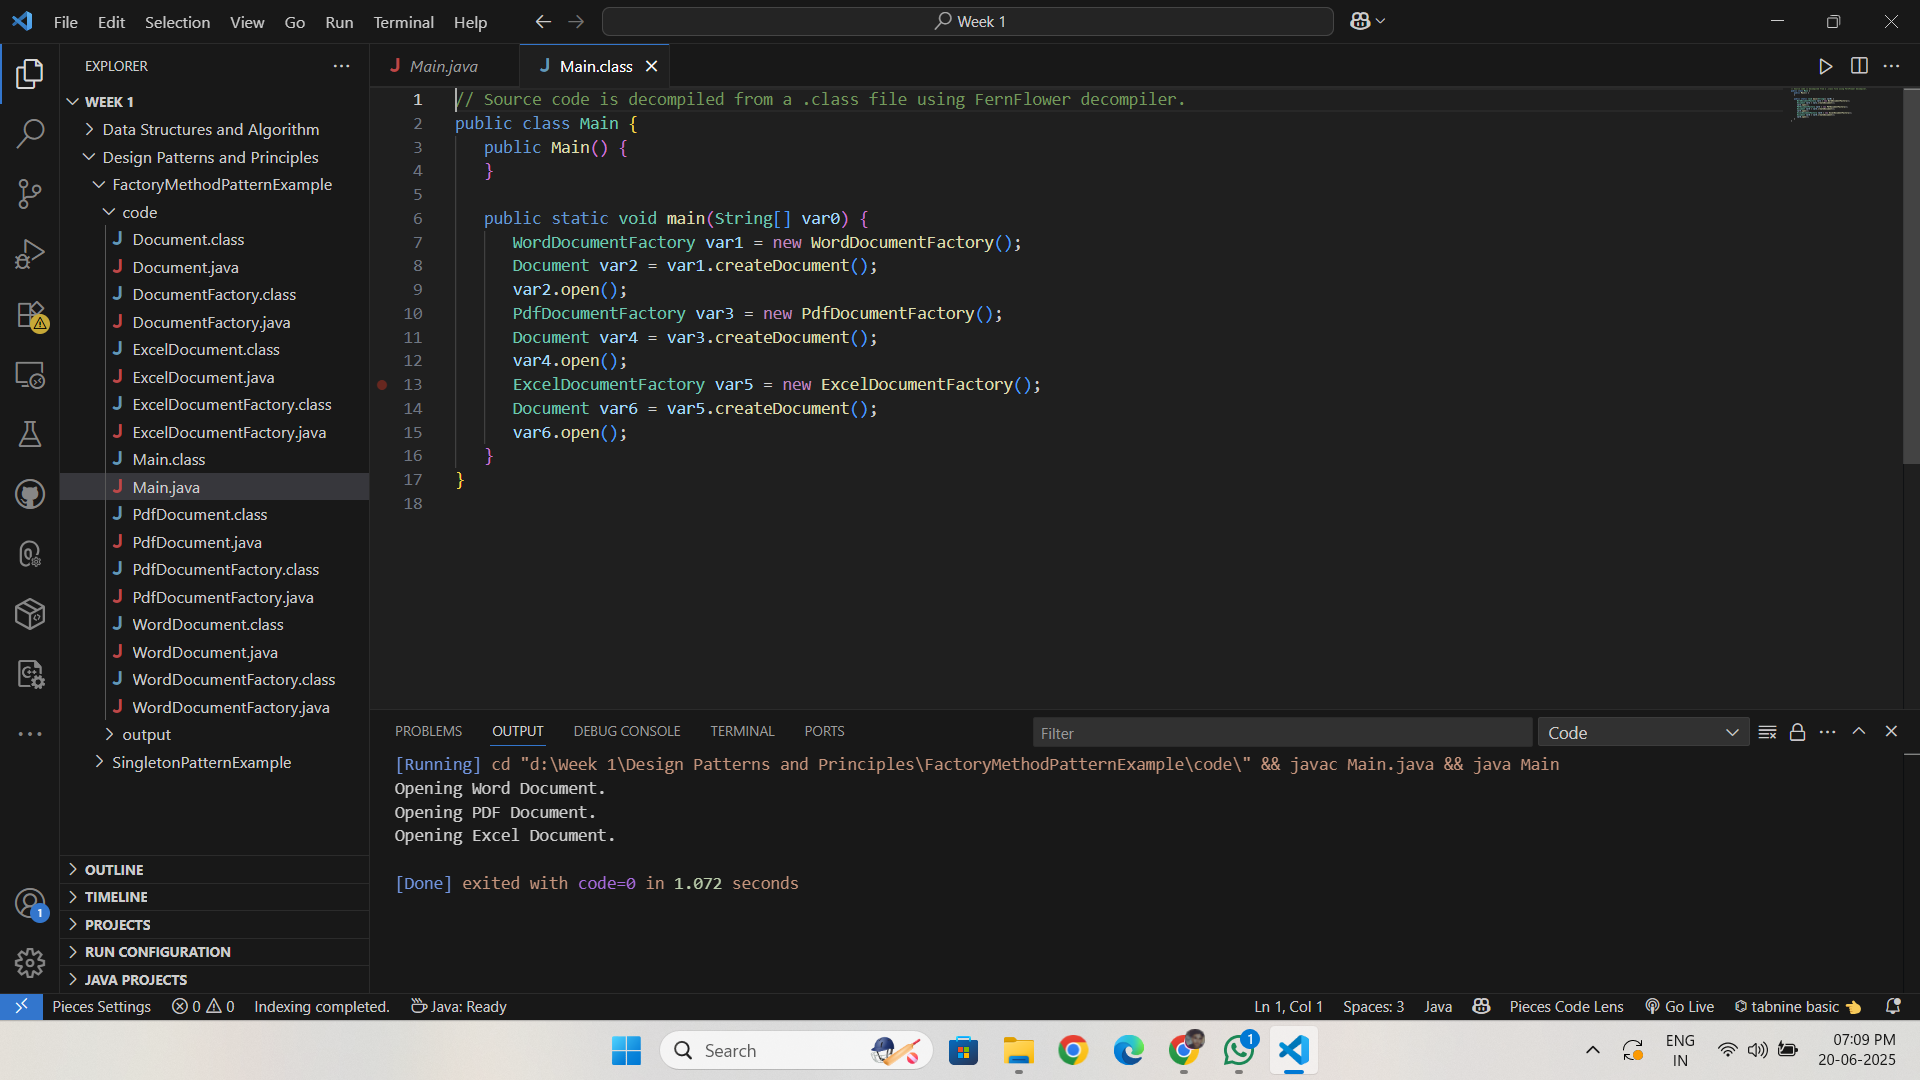 File Edit Selection View Go Run Terminal Help
Week 1
EXPLORER
WEEK 1
Data Structures and Algorithm
Design Patterns and Principles
FactoryMethodPatternExample
code
J Document.class
J Document.java
J DocumentFactory.class
J DocumentFactory.java
J ExcelDocument.class
J ExcelDocument.java
J ExcelDocumentFactory.class
J ExcelDocumentFactory.java
J Main.class
J Main.java
J PdfDocument.class
J PdfDocument.java
J PdfDocumentFactory.class
J PdfDocumentFactory.java
J WordDocument.class
J WordDocument.java
J WordDocumentFactory.class
J WordDocumentFactory.java
output
SingletonPatternExample
OUTLINE
TIMELINE
PROJECTS
RUN CONFIGURATION
JAVA PROJECTS
1
J Main.java J Main.class
1 // Source code is decompiled from a .class file using FernFlower decompiler.
2 public class Main {
3 public Main() {
4 }
5
6 public static void main(String[] var0) {
7 WordDocumentFactory var1 = new WordDocumentFactory();
8 Document var2 = var1.createDocument();
9 var2.open();
10 PdfDocumentFactory var3 = new PdfDocumentFactory();
11 Document var4 = var3.createDocument();
12 var4.open();
13 ExcelDocumentFactory var5 = new ExcelDocumentFactory();
14 Document var6 = var5.createDocument();
15 var6.open();
16 }
17 }
18
PROBLEMS OUTPUT DEBUG CONSOLE TERMINAL PORTS Filter Code
[Running] cd "d:\Week 1\Design Patterns and Principles\FactoryMethodPatternExample\code\" && javac Main.java && java Main
Opening Word Document.
Opening PDF Document.
Opening Excel Document.
[Done] exited with code=0 in 1.072 seconds
Pieces Settings 0 0 Indexing completed. Java: Ready Ln 1, Col 1 Spaces: 3 Java Pieces Code Lens Go Live tabnine basic
Search 1 ENG 07:09 PM
IN 20-06-2025